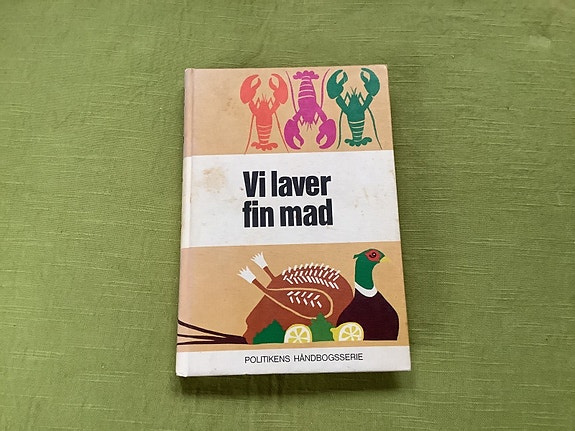 Vi laver
fin mad
POLITIKENS HÅNDBOGSSERIE